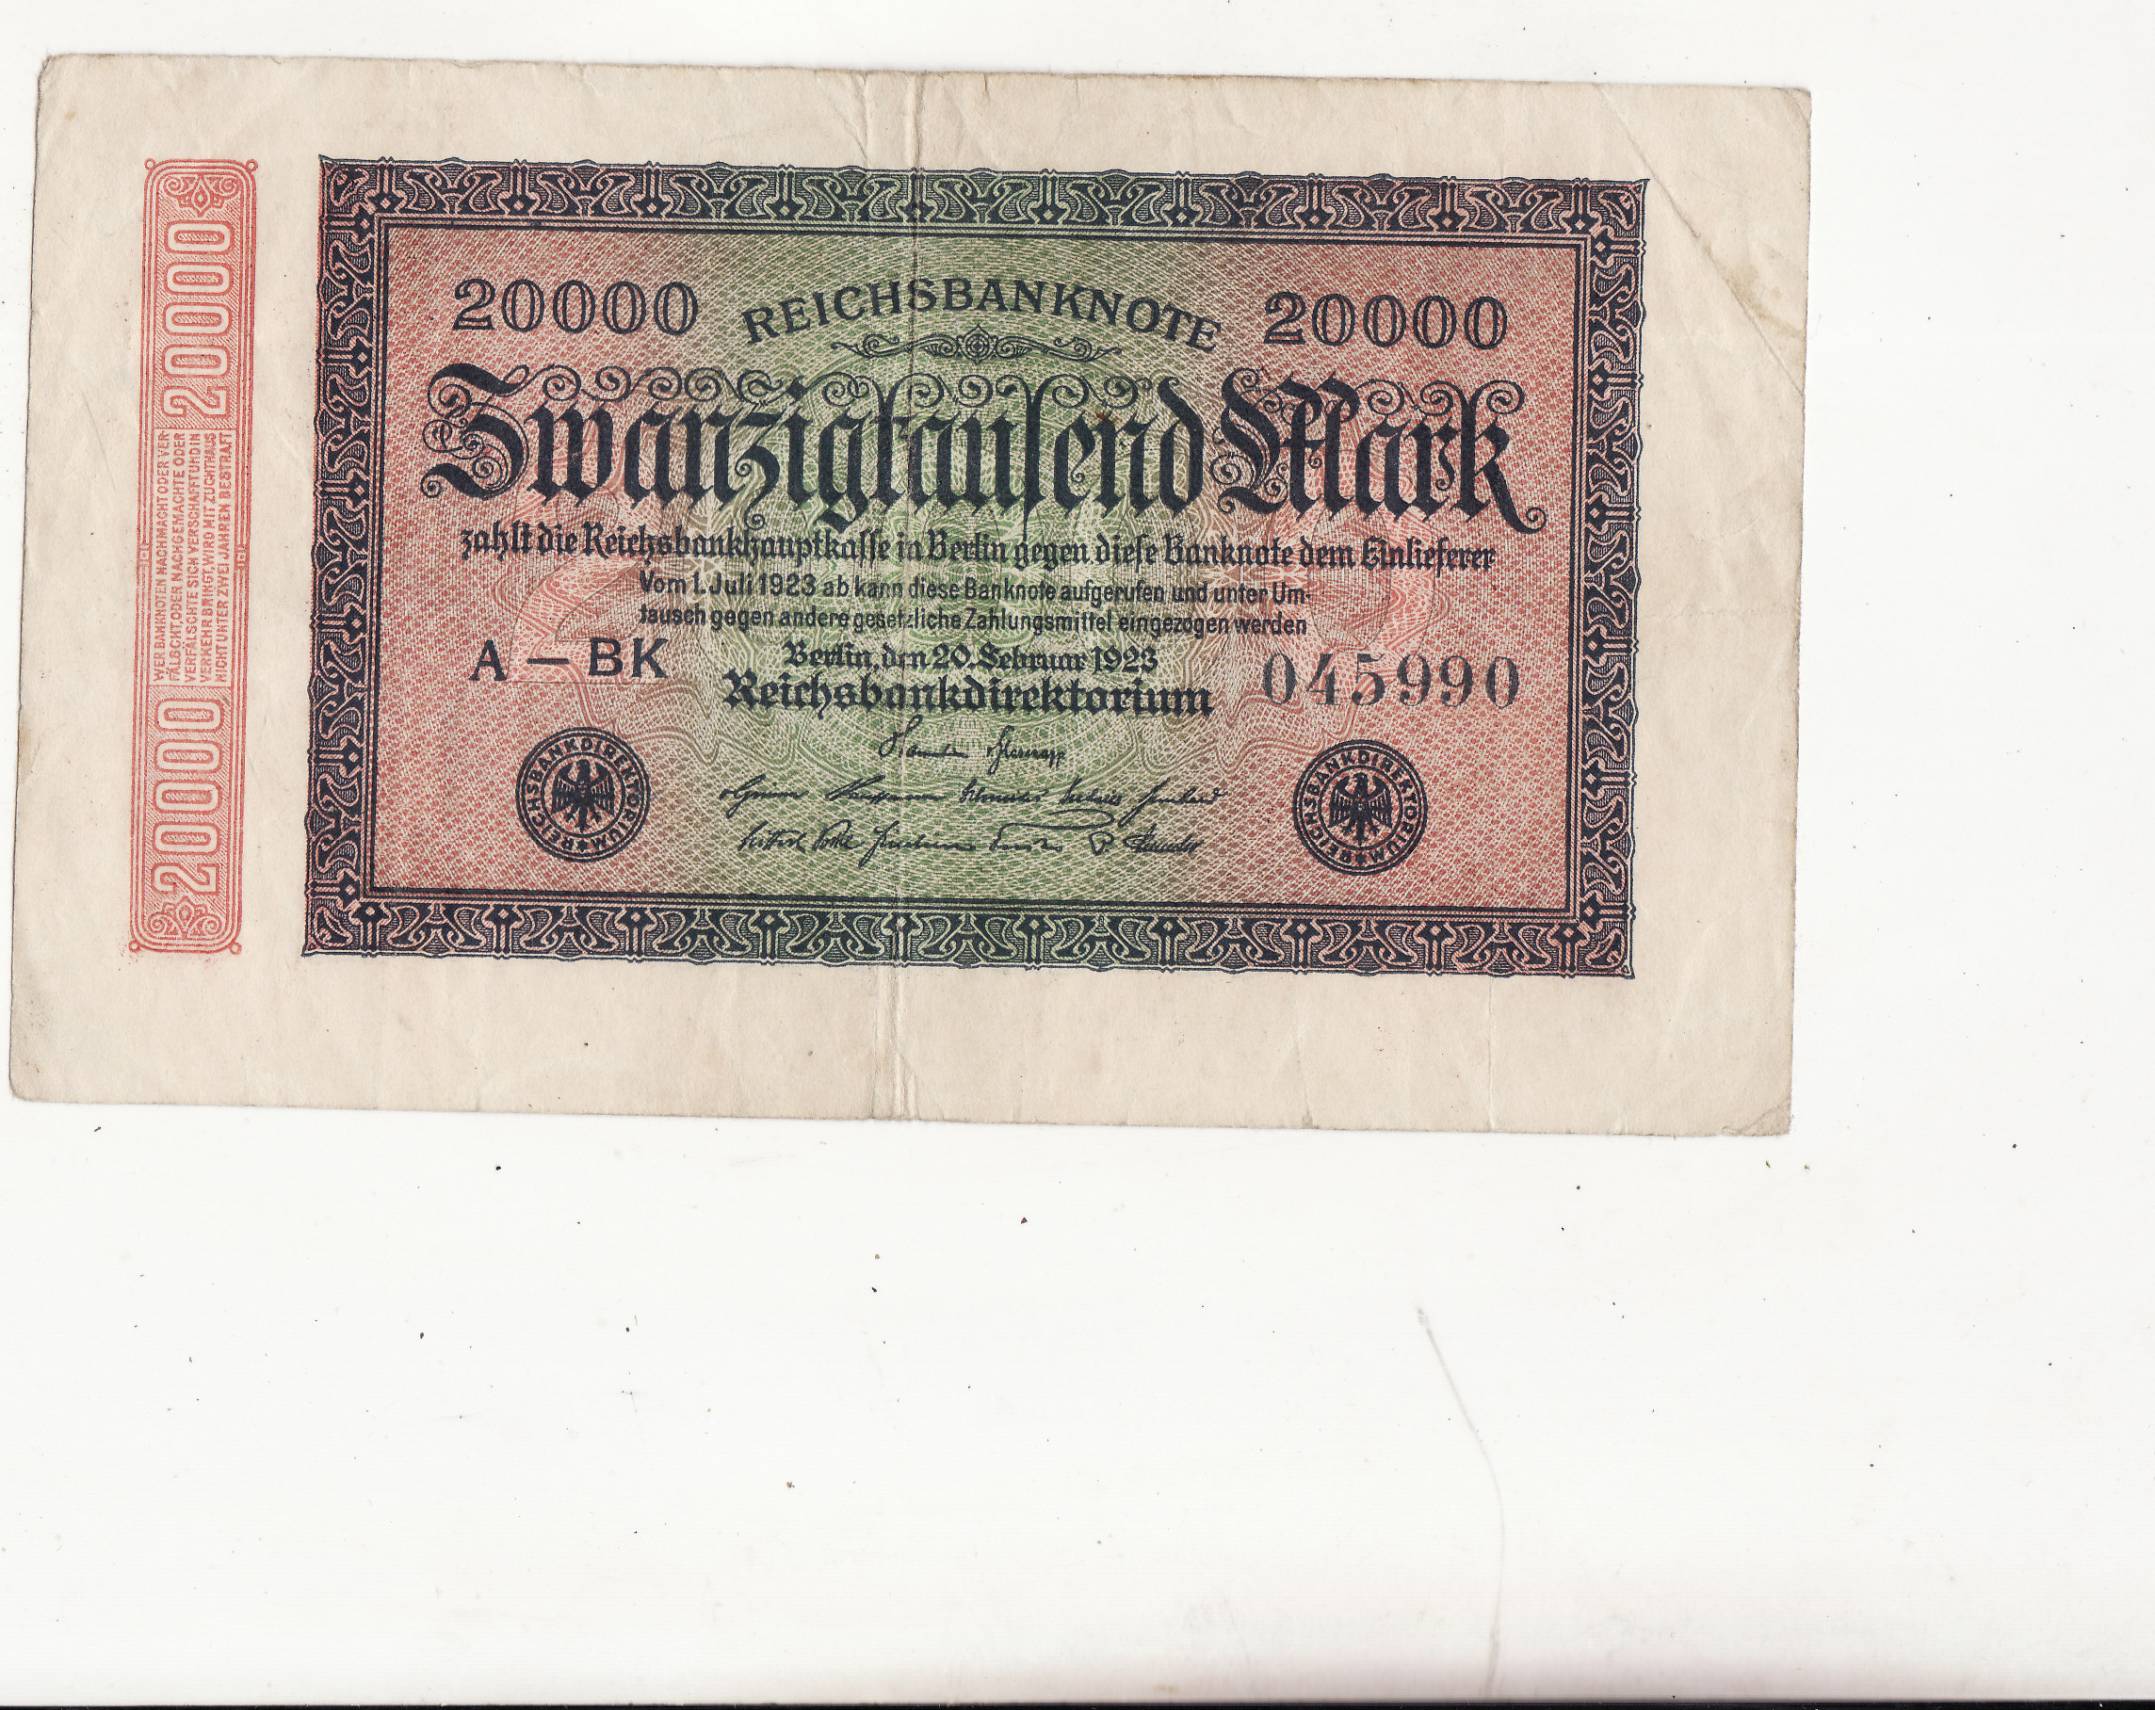 20000
WER BANKNOTEN NACHMACHT ODER VER-
FÄLSCHT, ODER NACHGEMACHTE ODER
VERFÄLSCHTE SICH VERSCHAFFT UND IN
VERKEHR BRINGT, WIRD MIT ZUCHTHAUS
NICHT UNTER ZWEI JAHREN BESTRAFT
20000
20000 REICHSBANKNOTE 20000
Zwanzigtausend Mark
zahlt die Reichsbankhauptkasse in Berlin gegen diese Banknote dem Einlieferer
Vom 1. Juli 1923 ab kann diese Banknote aufgerufen und unter Um-
tausch gegen andere gesetzliche Zahlungsmittel eingezogen werden
A – BK
Berlin, den 20. Februar 1923
045990
Reichsbankdirektorium
REICHSBANKDIREKTORIUM
REICHSBANKDIREKTORIUM